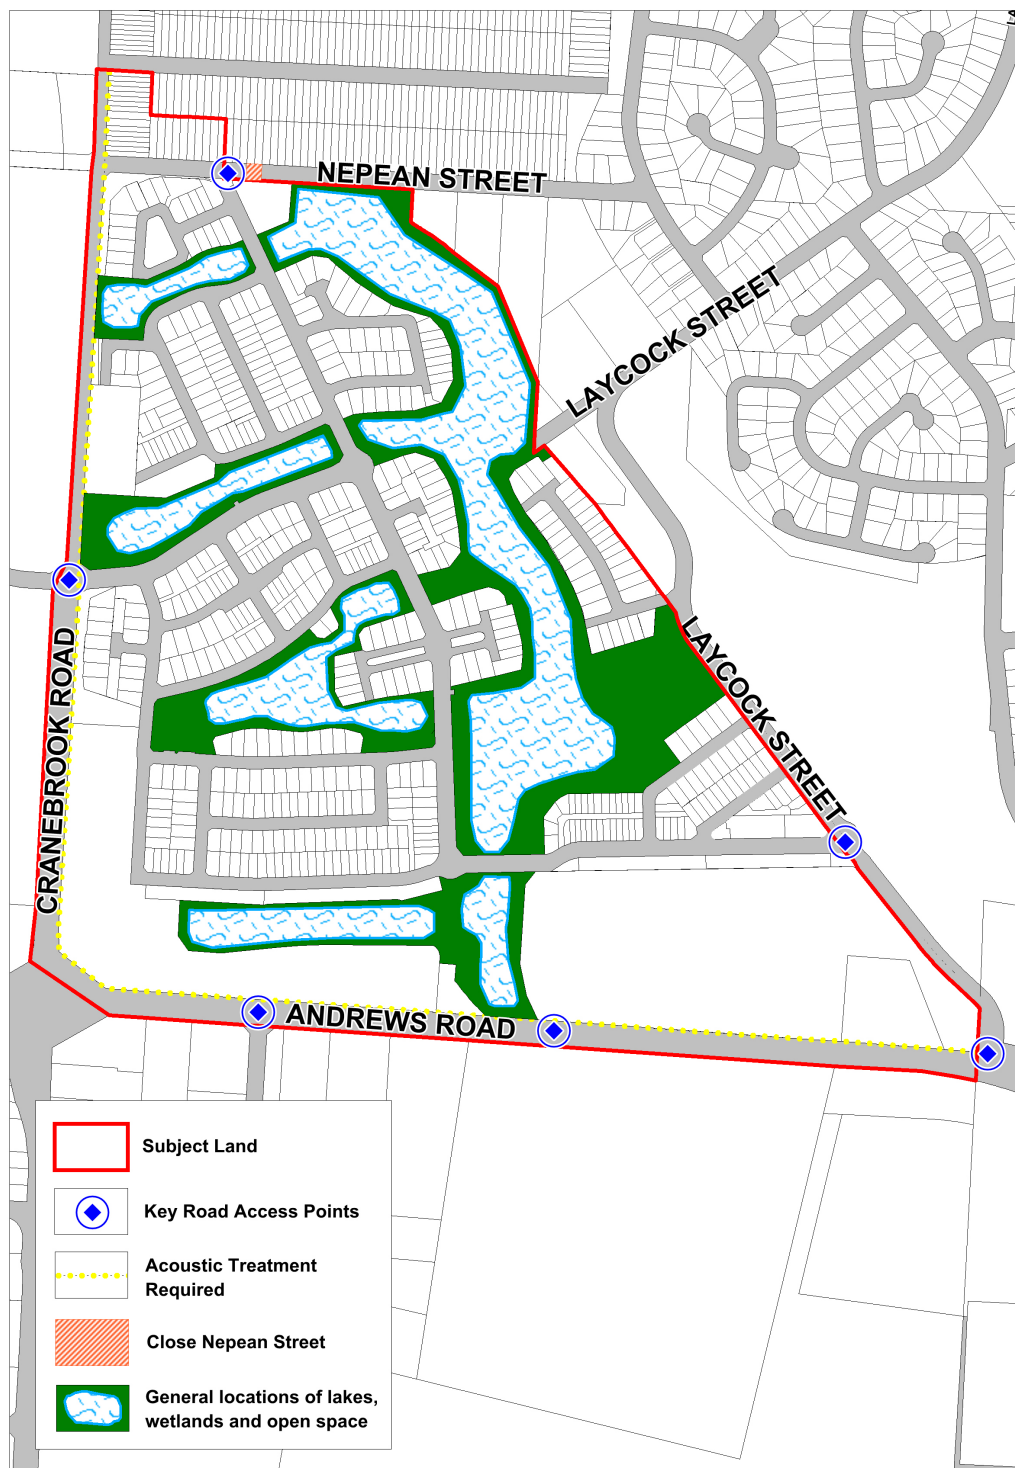 NEPEAN STREET
LAYCOCK STREET
LAYCOCK STREET
CRANEBROOK ROAD
ANDREWS ROAD
Subject Land
Key Road Access Points
Acoustic Treatment
Required
Close Nepean Street
General locations of lakes,
wetlands and open space